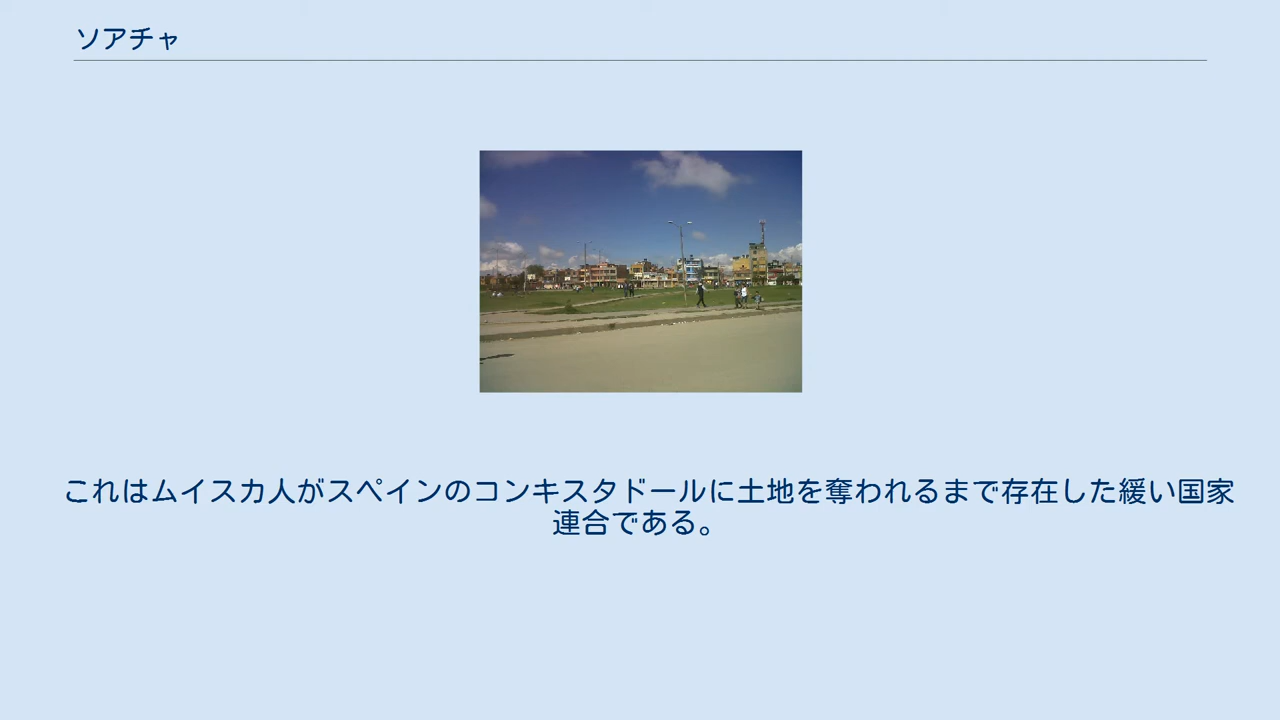 ソアチャ
これはムイスカ人がスペインのコンキスタドールに土地を奪われるまで存在した緩い国家
連合である。